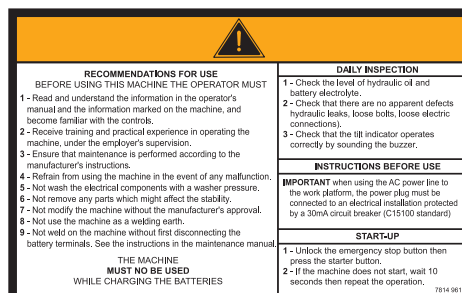 RECOMMENDATIONS FOR USE
BEFORE USING THIS MACHINE THE OPERATOR MUST
1 - Read and understand the information in the operator's
manual and the information marked on the machine, and
become familiar with the controls.
2 - Receive training and practical experience in operating the
machine, under the employer's supervision.
3 - Ensure that maintenance is performed according to the
manufacturer's instructions.
4 - Refrain from using the machine in the event of any malfunction.
5 - Not wash the electrical components with a washer pressure.
6 - Not remove any parts which might affect the stability.
7 - Not modify the machine without the manufacturer's approval.
8 - Not use the machine as a welding earth.
9 - Not weld on the machine without first disconnecting the
battery terminals. See the instructions in the maintenance manual.
THE MACHINE
MUST NO BE USED
WHILE CHARGING THE BATTERIES
DAILY INSPECTION
1 - Check the level of hydraulic oil and
battery electrolyte.
2 - Check that there are no apparent defects
hydraulic leaks, loose bolts, loose electric
connections).
3 - Check that the tilt indicator operates
correctly by sounding the buzzer.
INSTRUCTIONS BEFORE USE
IMPORTANT when using the AC power line to
the work platform, the power plug must be
connected to an electrical installation protected
by a 30mA circuit breaker (C15100 standard)
START-UP
1 - Unlock the emergency stop button then
press the starter button.
2 - If the machine does not start, wait 10
seconds then repeat the operation.
7814 961